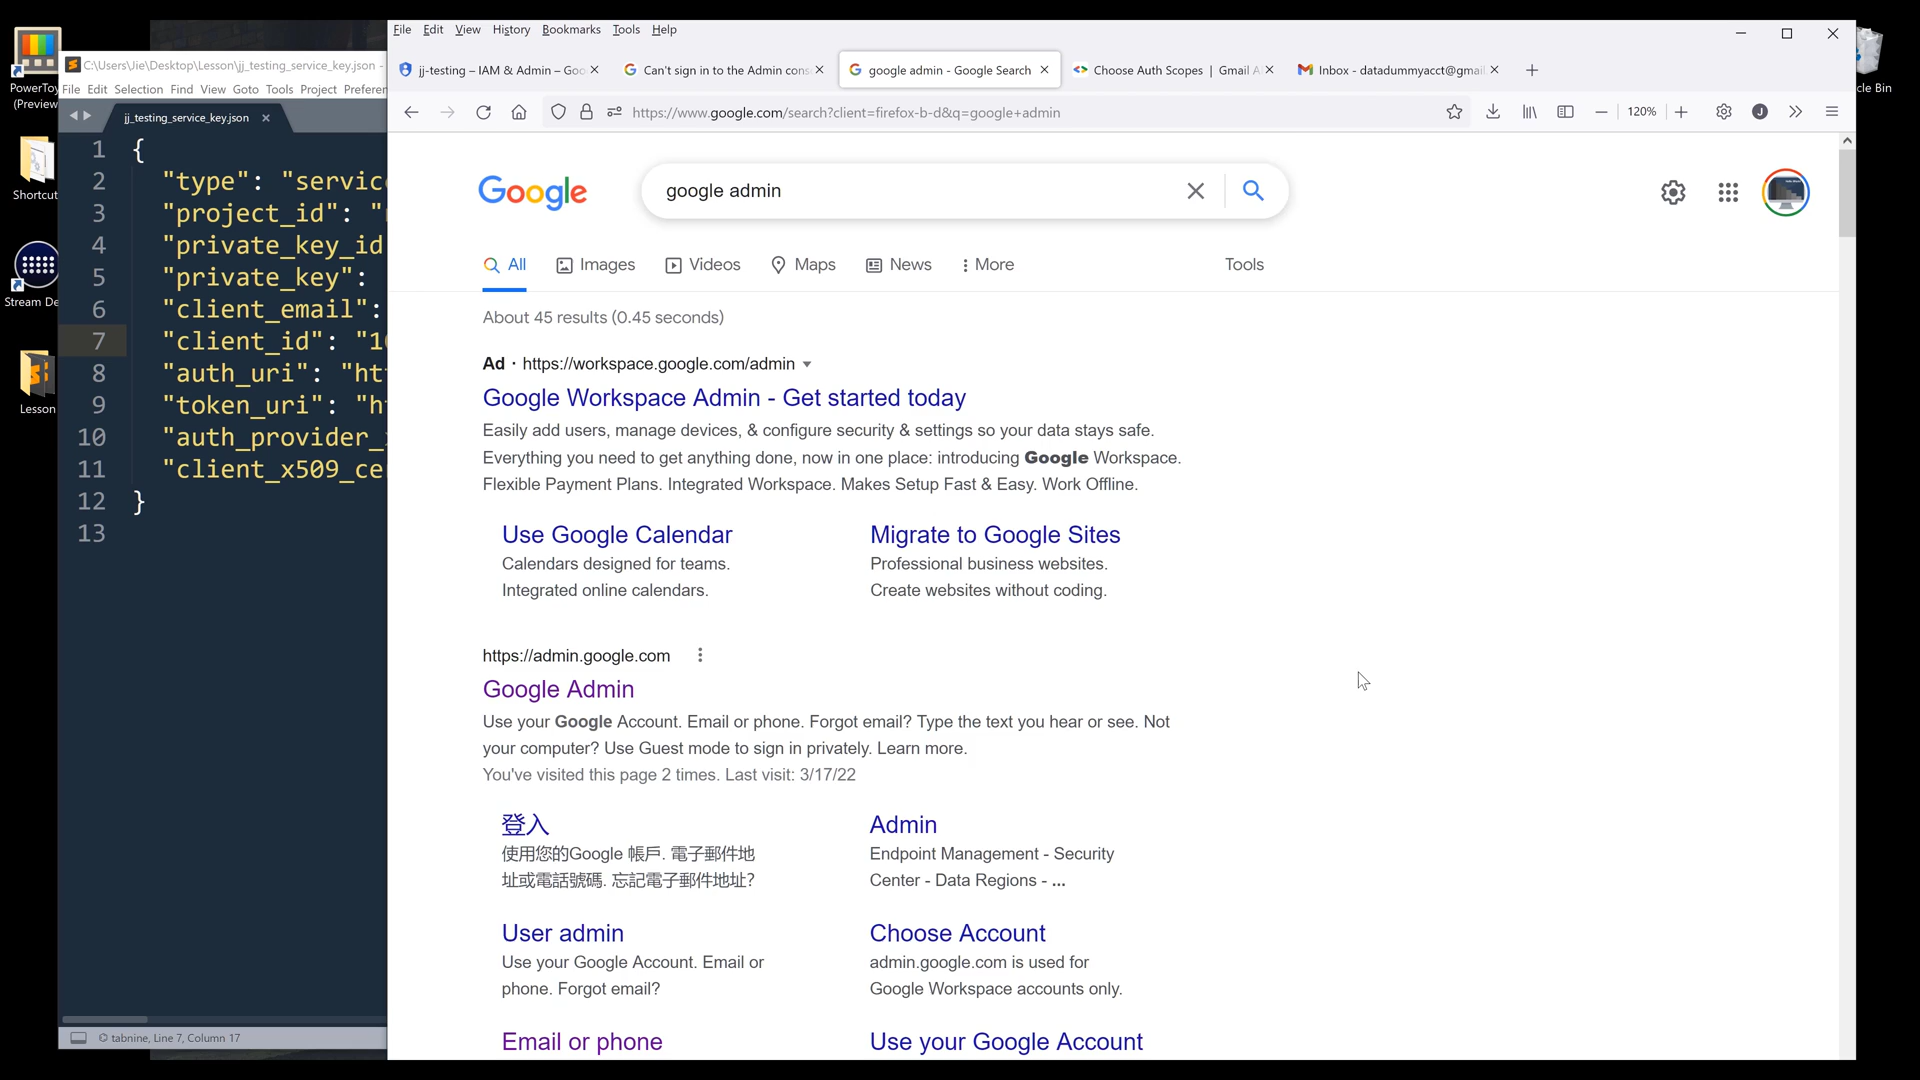 PowerToy
(Preview
Shortcut
Stream De
Lesson
cle Bin
C:\Users\Jie\Desktop\Lesson\jj_testing_service_key.json -
File Edit Selection Find View Goto Tools Project Preferen
jj_testing_service_key.json
1 {
2 "type": "servic
3 "project_id": "
4 "private_key_id
5 "private_key":
6 "client_email":
7 "client_id": "10
8 "auth_uri": "ht
9 "token_uri": "h
10 "auth_provider_
11 "client_x509_ce
12 }
13
tabnine, Line 7, Column 17
File Edit View History Bookmarks Tools Help
jj-testing – IAM & Admin – Goo
Can't sign in to the Admin cons
google admin - Google Search
Choose Auth Scopes | Gmail A
Inbox - datadummyacct@gmai
https://www.google.com/search?client=firefox-b-d&q=google+admin
120%
J
Google
google admin
All Images Videos Maps News More Tools
About 45 results (0.45 seconds)
Ad · https://workspace.google.com/admin
Google Workspace Admin - Get started today
Easily add users, manage devices, & configure security & settings so your data stays safe.
Everything you need to get anything done, now in one place: introducing Google Workspace.
Flexible Payment Plans. Integrated Workspace. Makes Setup Fast & Easy. Work Offline.
Use Google Calendar
Calendars designed for teams.
Integrated online calendars.
Migrate to Google Sites
Professional business websites.
Create websites without coding.
https://admin.google.com
Google Admin
Use your Google Account. Email or phone. Forgot email? Type the text you hear or see. Not
your computer? Use Guest mode to sign in privately. Learn more.
You've visited this page 2 times. Last visit: 3/17/22
登入
使用您的Google 帳戶. 電子郵件地
址或電話號碼. 忘記電子郵件地址?
Admin
Endpoint Management - Security
Center - Data Regions - ...
User admin
Use your Google Account. Email or
phone. Forgot email?
Choose Account
admin.google.com is used for
Google Workspace accounts only.
Email or phone
Use your Google Account